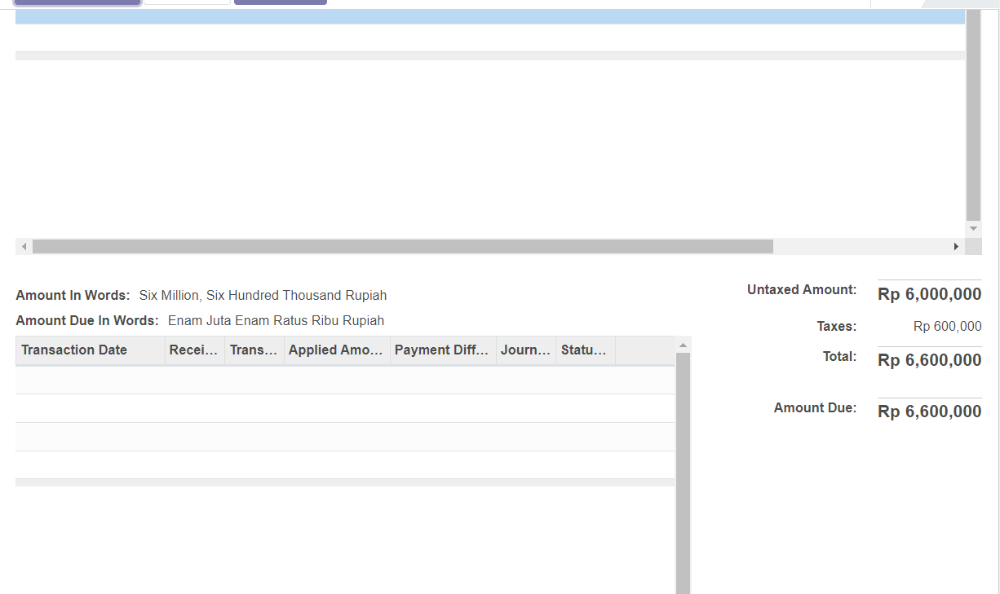 Amount In Words: Six Million, Six Hundred Thousand Rupiah
Amount Due In Words: Enam Juta Enam Ratus Ribu Rupiah
Transaction Date Recei... Trans... Applied Amo... Payment Diff... Journ... Statu...
Untaxed Amount: Rp 6,000,000
Taxes: Rp 600,000
Total: Rp 6,600,000
Amount Due: Rp 6,600,000